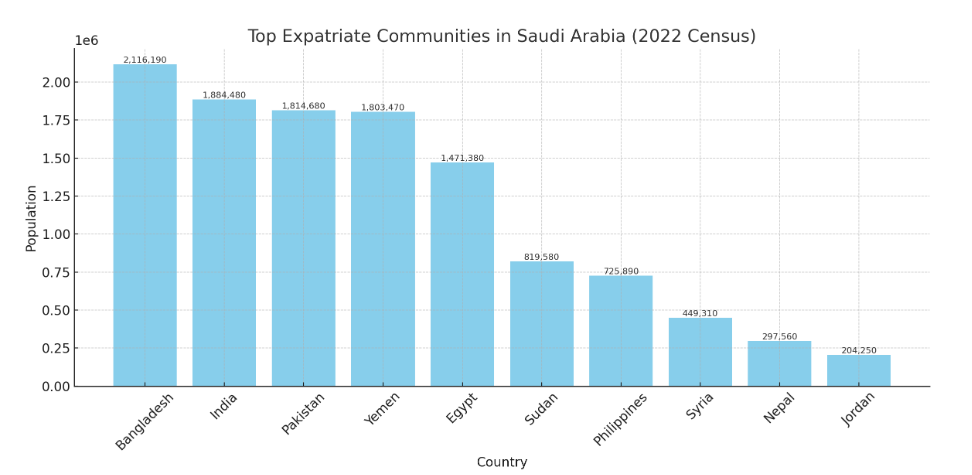 Top Expatriate Communities in Saudi Arabia (2022 Census)
1e6
2,116,190
1,884,480
1,814,680
1,803,470
1,471,380
819,580
725,890
449,310
297,560
204,250
2.00
1.75
1.50
1.25
1.00
0.75
0.50
0.25
0.00
Population
Bangladesh
India
Pakistan
Yemen
Egypt
Sudan
Philippines
Syria
Nepal
Jordan
Country